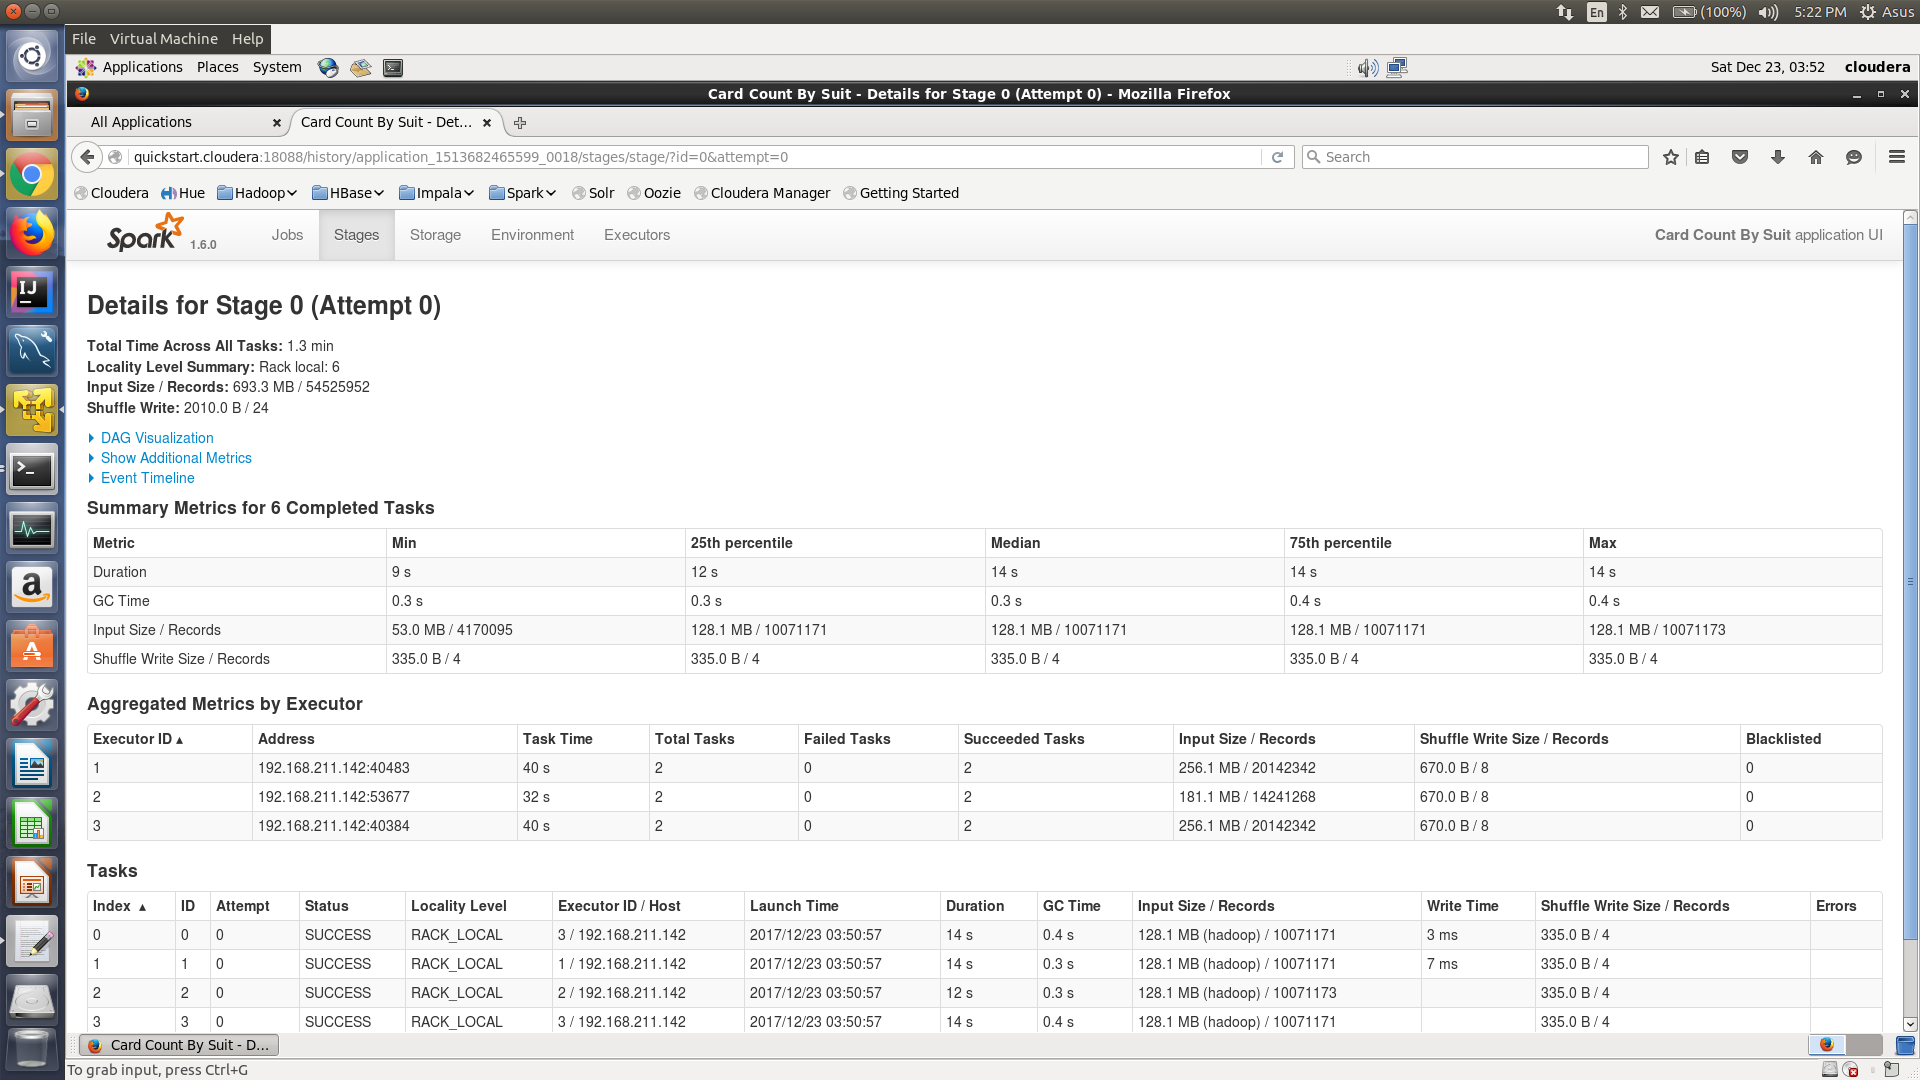 En (100%) 5:22 PM Asus
File Virtual Machine Help
Applications Places System Sat Dec 23, 03:52 cloudera
Card Count By Suit - Details for Stage 0 (Attempt 0) - Mozilla Firefox
All Applications Card Count By Suit - Det...
quickstart.cloudera:18088/history/application_1513682465599_0018/stages/stage/?id=0&attempt=0 Search
Cloudera Hue Hadoop HBase Impala Spark Solr Oozie Cloudera Manager Getting Started
Spark 1.6.0 Jobs Stages Storage Environment Executors Card Count By Suit application UI
Details for Stage 0 (Attempt 0)
Total Time Across All Tasks: 1.3 min
Locality Level Summary: Rack local: 6
Input Size / Records: 693.3 MB / 54525952
Shuffle Write: 2010.0 B / 24
DAG Visualization
Show Additional Metrics
Event Timeline
Summary Metrics for 6 Completed Tasks
Metric Min 25th percentile Median 75th percentile Max
Duration 9 s 12 s 14 s 14 s 14 s
GC Time 0.3 s 0.3 s 0.3 s 0.4 s 0.4 s
Input Size / Records 53.0 MB / 4170095 128.1 MB / 10071171 128.1 MB / 10071171 128.1 MB / 10071171 128.1 MB / 10071173
Shuffle Write Size / Records 335.0 B / 4 335.0 B / 4 335.0 B / 4 335.0 B / 4 335.0 B / 4
Aggregated Metrics by Executor
Executor ID ▴ Address Task Time Total Tasks Failed Tasks Succeeded Tasks Input Size / Records Shuffle Write Size / Records Blacklisted
1 192.168.211.142:40483 40 s 2 0 2 256.1 MB / 20142342 670.0 B / 8 0
2 192.168.211.142:53677 32 s 2 0 2 181.1 MB / 14241268 670.0 B / 8 0
3 192.168.211.142:40384 40 s 2 0 2 256.1 MB / 20142342 670.0 B / 8 0
Tasks
Index ▴ ID Attempt Status Locality Level Executor ID / Host Launch Time Duration GC Time Input Size / Records Write Time Shuffle Write Size / Records Errors
0 0 0 SUCCESS RACK_LOCAL 3 / 192.168.211.142 2017/12/23 03:50:57 14 s 0.4 s 128.1 MB (hadoop) / 10071171 3 ms 335.0 B / 4
1 1 0 SUCCESS RACK_LOCAL 1 / 192.168.211.142 2017/12/23 03:50:57 14 s 0.3 s 128.1 MB (hadoop) / 10071171 7 ms 335.0 B / 4
2 2 0 SUCCESS RACK_LOCAL 2 / 192.168.211.142 2017/12/23 03:50:57 12 s 0.3 s 128.1 MB (hadoop) / 10071173 335.0 B / 4
3 3 0 SUCCESS RACK_LOCAL 3 / 192.168.211.142 2017/12/23 03:50:57 14 s 0.4 s 128.1 MB (hadoop) / 10071171 335.0 B / 4
Card Count By Suit - D...
To grab input, press Ctrl+G